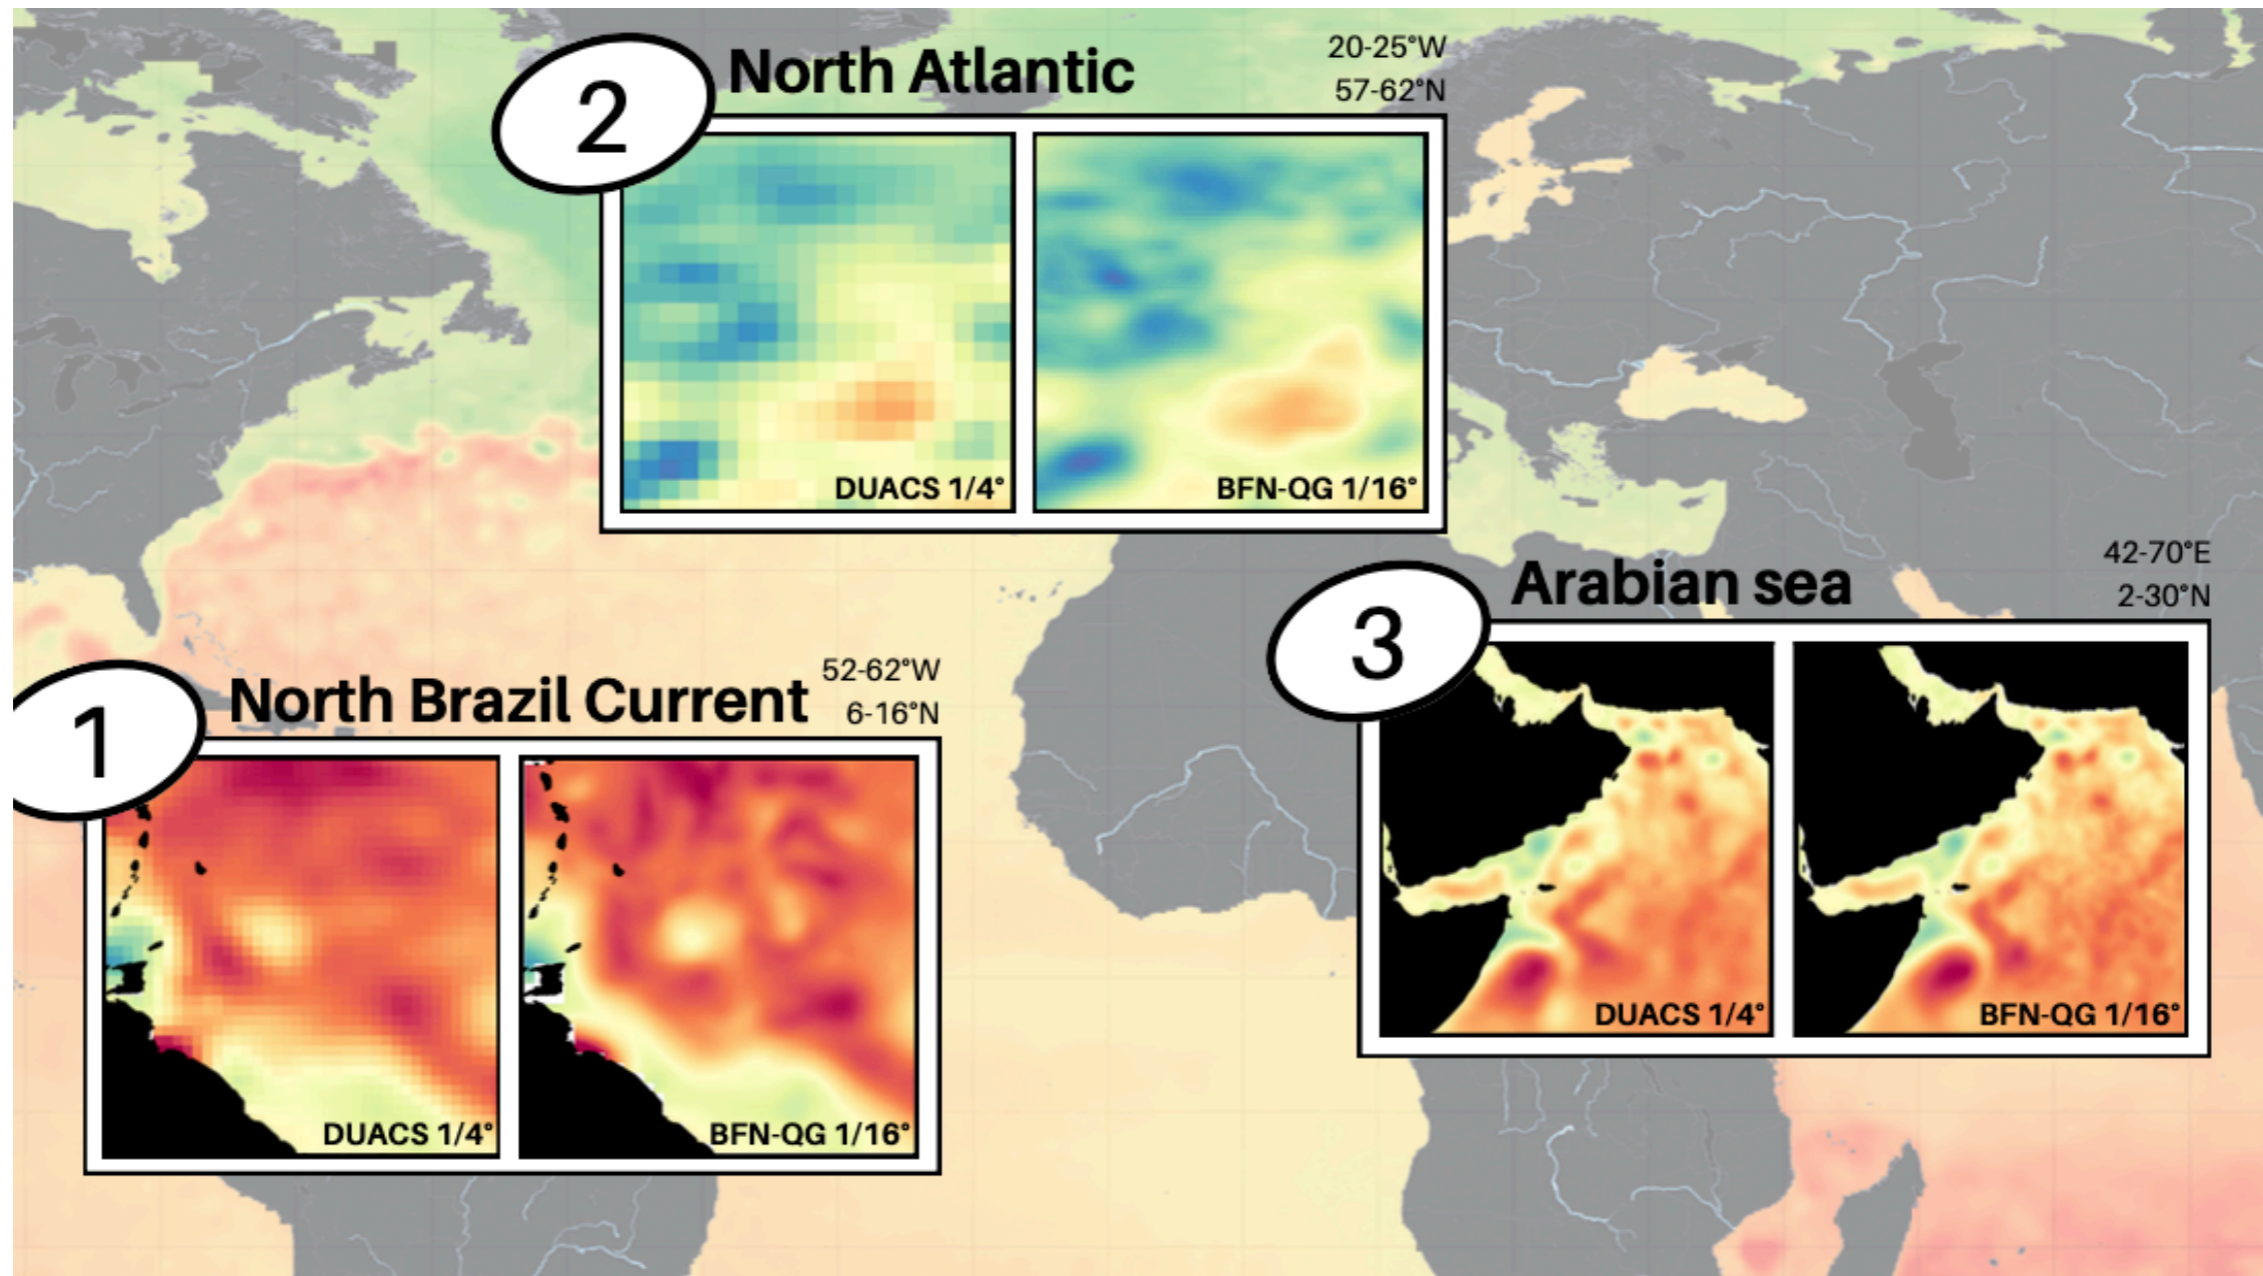 2
North Atlantic
20-25°W
57-62°N
DUACS 1/4°
BFN-QG 1/16°
3
Arabian sea
42-70°E
2-30°N
DUACS 1/4°
BFN-QG 1/16°
1
North Brazil Current
52-62°W
6-16°N
DUACS 1/4°
BFN-QG 1/16°